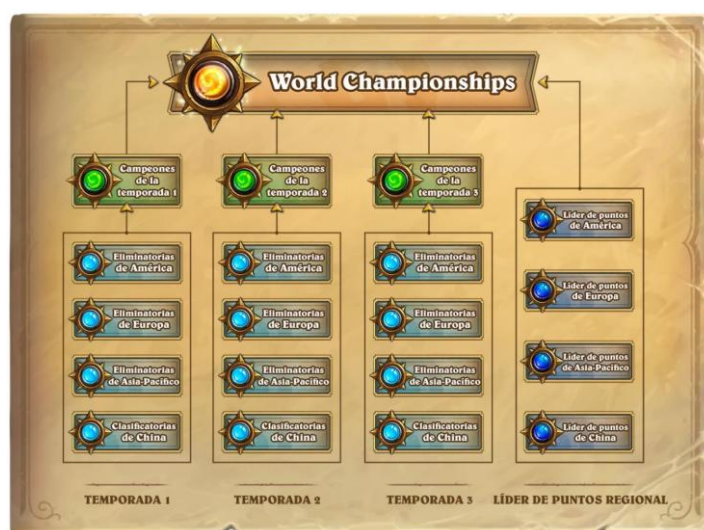 World Championships
Campeones
de la
temporada 1
Campeones
de la
temporada 2
Campeones
de la
temporada 3
Eliminatorias
de América
Eliminatorias
de Europa
Eliminatorias
de Asia-Pacífico
Clasificatorias
de China
Eliminatorias
de América
Eliminatorias
de Europa
Eliminatorias
de Asia-Pacífico
Clasificatorias
de China
Eliminatorias
de América
Eliminatorias
de Europa
Eliminatorias
de Asia-Pacífico
Clasificatorias
de China
Líder de puntos
de América
Líder de puntos
de Europa
Líder de puntos
de Asia-Pacífico
Líder de puntos
de China
TEMPORADA 1
TEMPORADA 2
TEMPORADA 3
LÍDER DE PUNTOS REGIONAL